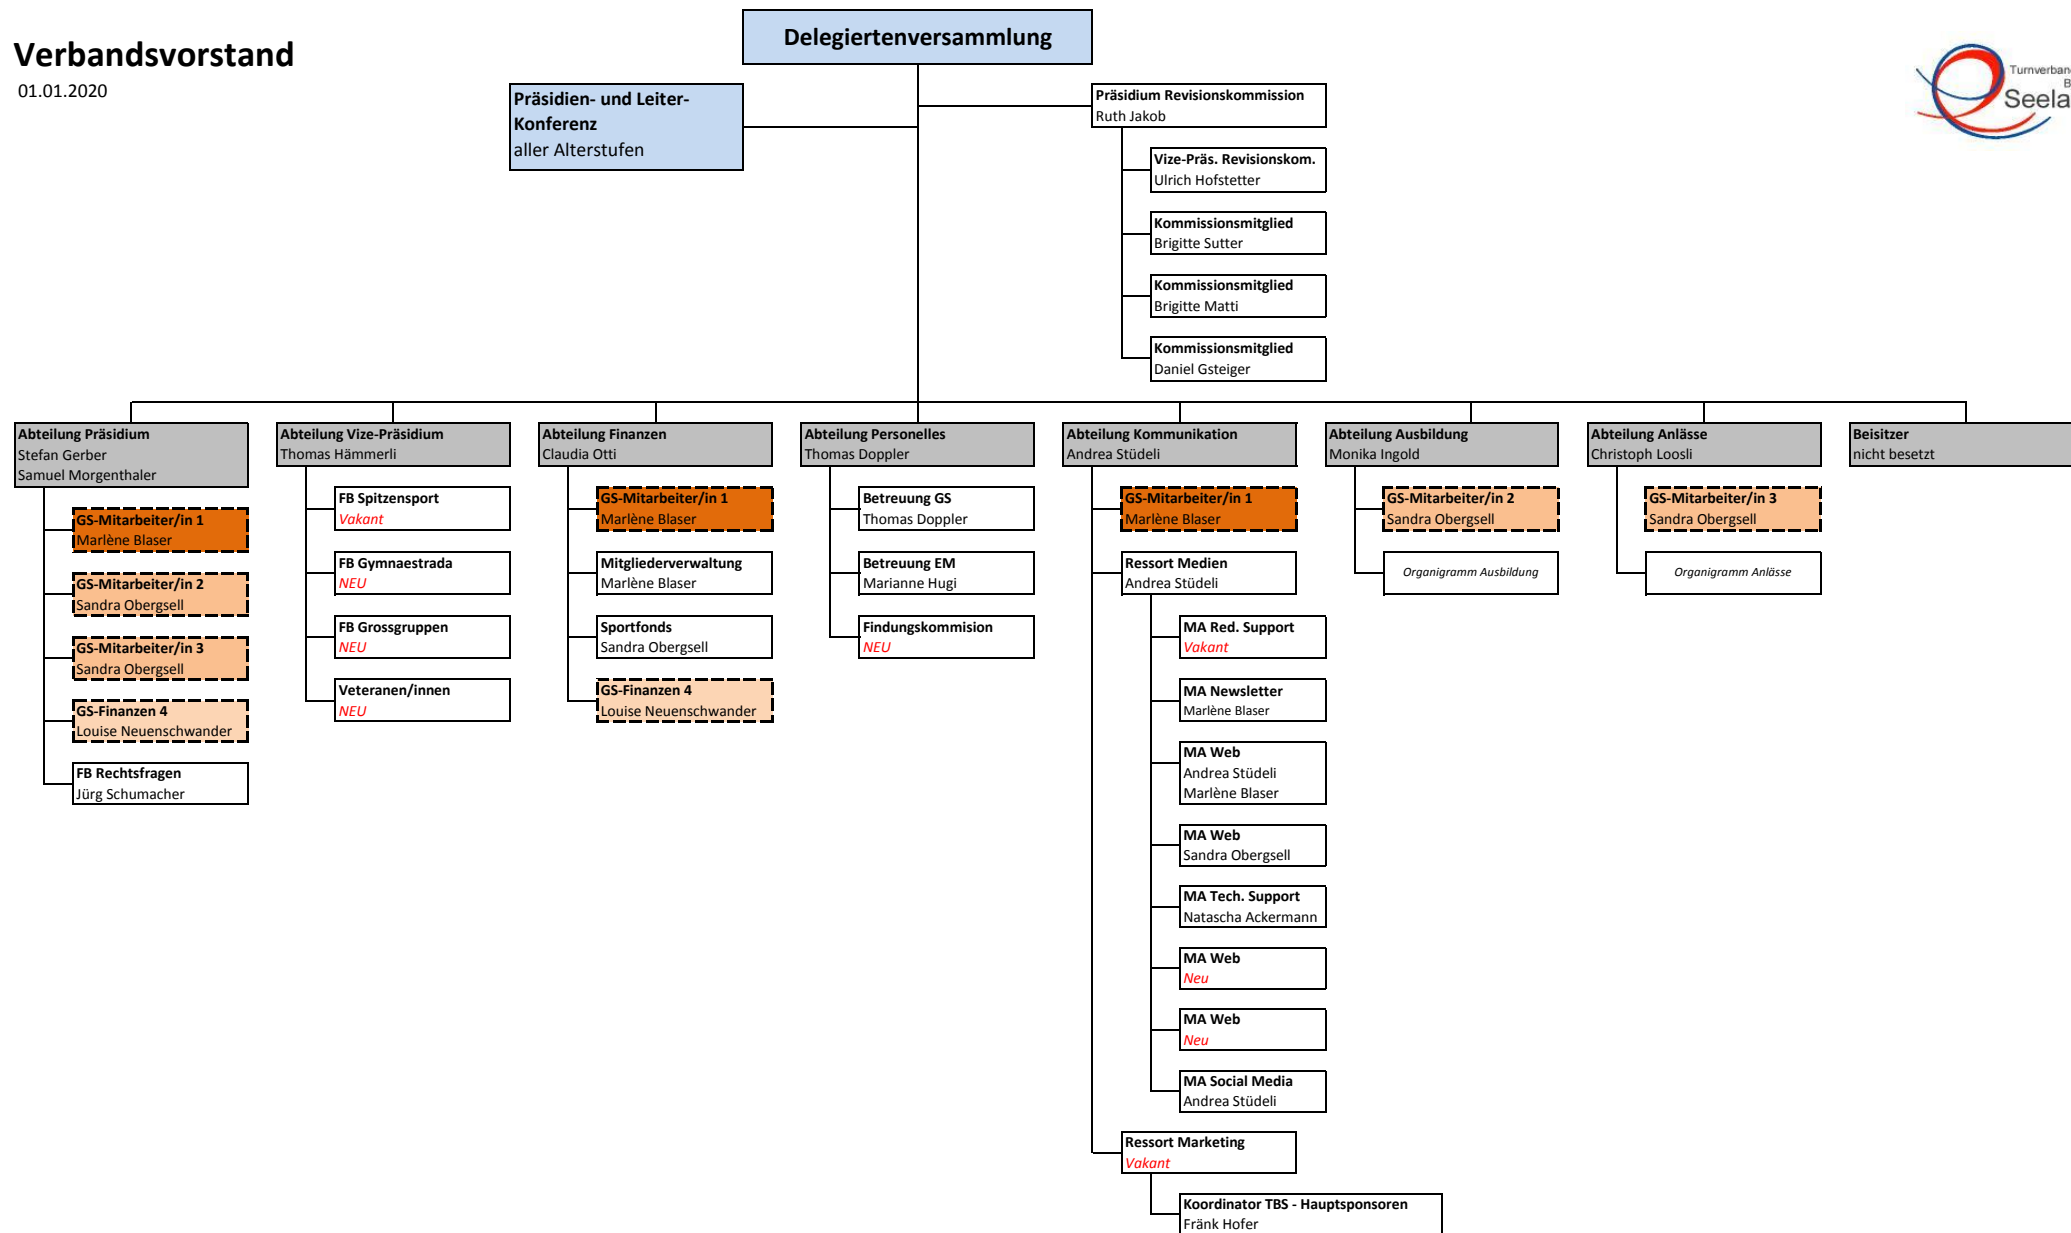 Verbandsvorstand
01.01.2020
Delegiertenversammlung
Präsidien- und Leiter-
Konferenz
aller Alterstufen
Präsidium Revisionskommission
Ruth Jakob
Vize-Präs. Revisionskom.
Ulrich Hofstetter
Kommissionsmitglied
Brigitte Sutter
Kommissionsmitglied
Brigitte Matti
Kommissionsmitglied
Daniel Gsteiger
Turnverban
B
Seela
Abteilung Präsidium
Stefan Gerber
Samuel Morgenthaler
GS-Mitarbeiter/in 1
Marlène Blaser
GS-Mitarbeiter/in 2
Sandra Obergsell
GS-Mitarbeiter/in 3
Sandra Obergsell
GS-Finanzen 4
Louise Neuenschwander
FB Rechtsfragen
Jürg Schumacher
Abteilung Vize-Präsidium
Thomas Hämmerli
FB Spitzensport
Vakant
FB Gymnaestrada
NEU
FB Grossgruppen
NEU
Veteranen/innen
NEU
Abteilung Finanzen
Claudia Otti
GS-Mitarbeiter/in 1
Marlène Blaser
Mitgliederverwaltung
Marlène Blaser
Sportfonds
Sandra Obergsell
GS-Finanzen 4
Louise Neuenschwander
Abteilung Personelles
Thomas Doppler
Betreuung GS
Thomas Doppler
Betreuung EM
Marianne Hugi
Findungskommision
NEU
Abteilung Kommunikation
Andrea Stüdeli
GS-Mitarbeiter/in 1
Marlène Blaser
Ressort Medien
Andrea Stüdeli
MA Red. Support
Vakant
MA Newsletter
Marlène Blaser
MA Web
Andrea Stüdeli
Marlène Blaser
MA Web
Sandra Obergsell
MA Tech. Support
Natascha Ackermann
MA Web
Neu
MA Web
Neu
MA Social Media
Andrea Stüdeli
Ressort Marketing
Vakant
Koordinator TBS - Hauptsponsoren
Fränk Hofer
Abteilung Ausbildung
Monika Ingold
GS-Mitarbeiter/in 2
Sandra Obergsell
Organigramm Ausbildung
Abteilung Anlässe
Christoph Loosli
GS-Mitarbeiter/in 3
Sandra Obergsell
Organigramm Anlässe
Beisitzer
nicht besetzt